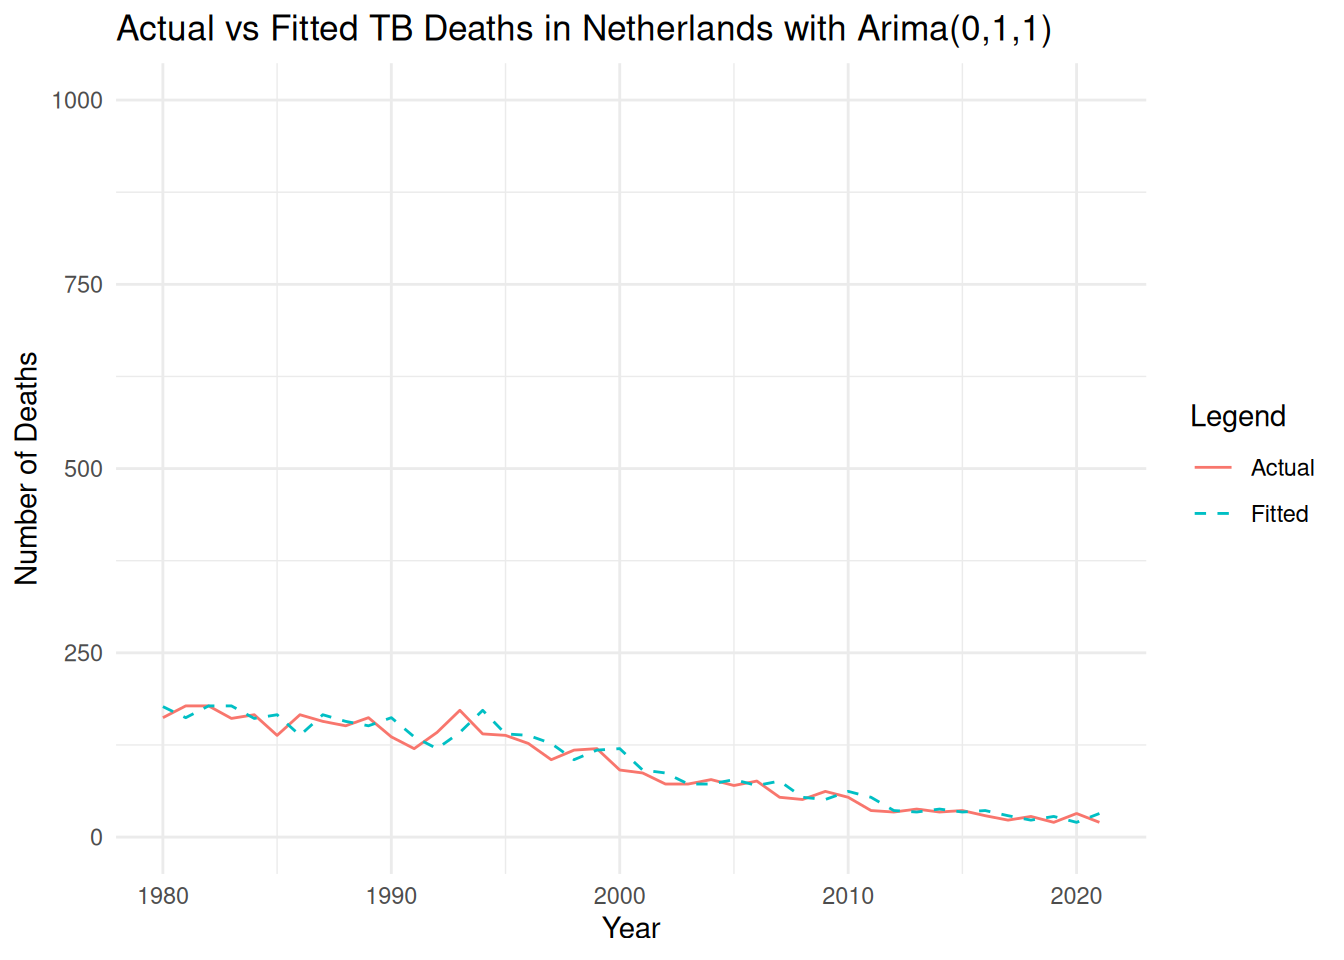 Actual vs Fitted TB Deaths in Netherlands with Arima(0,1,1)
1000
750
500
250
0
Number of Deaths
1980
1990
2000
2010
2020
Year
Legend
Actual
Fitted